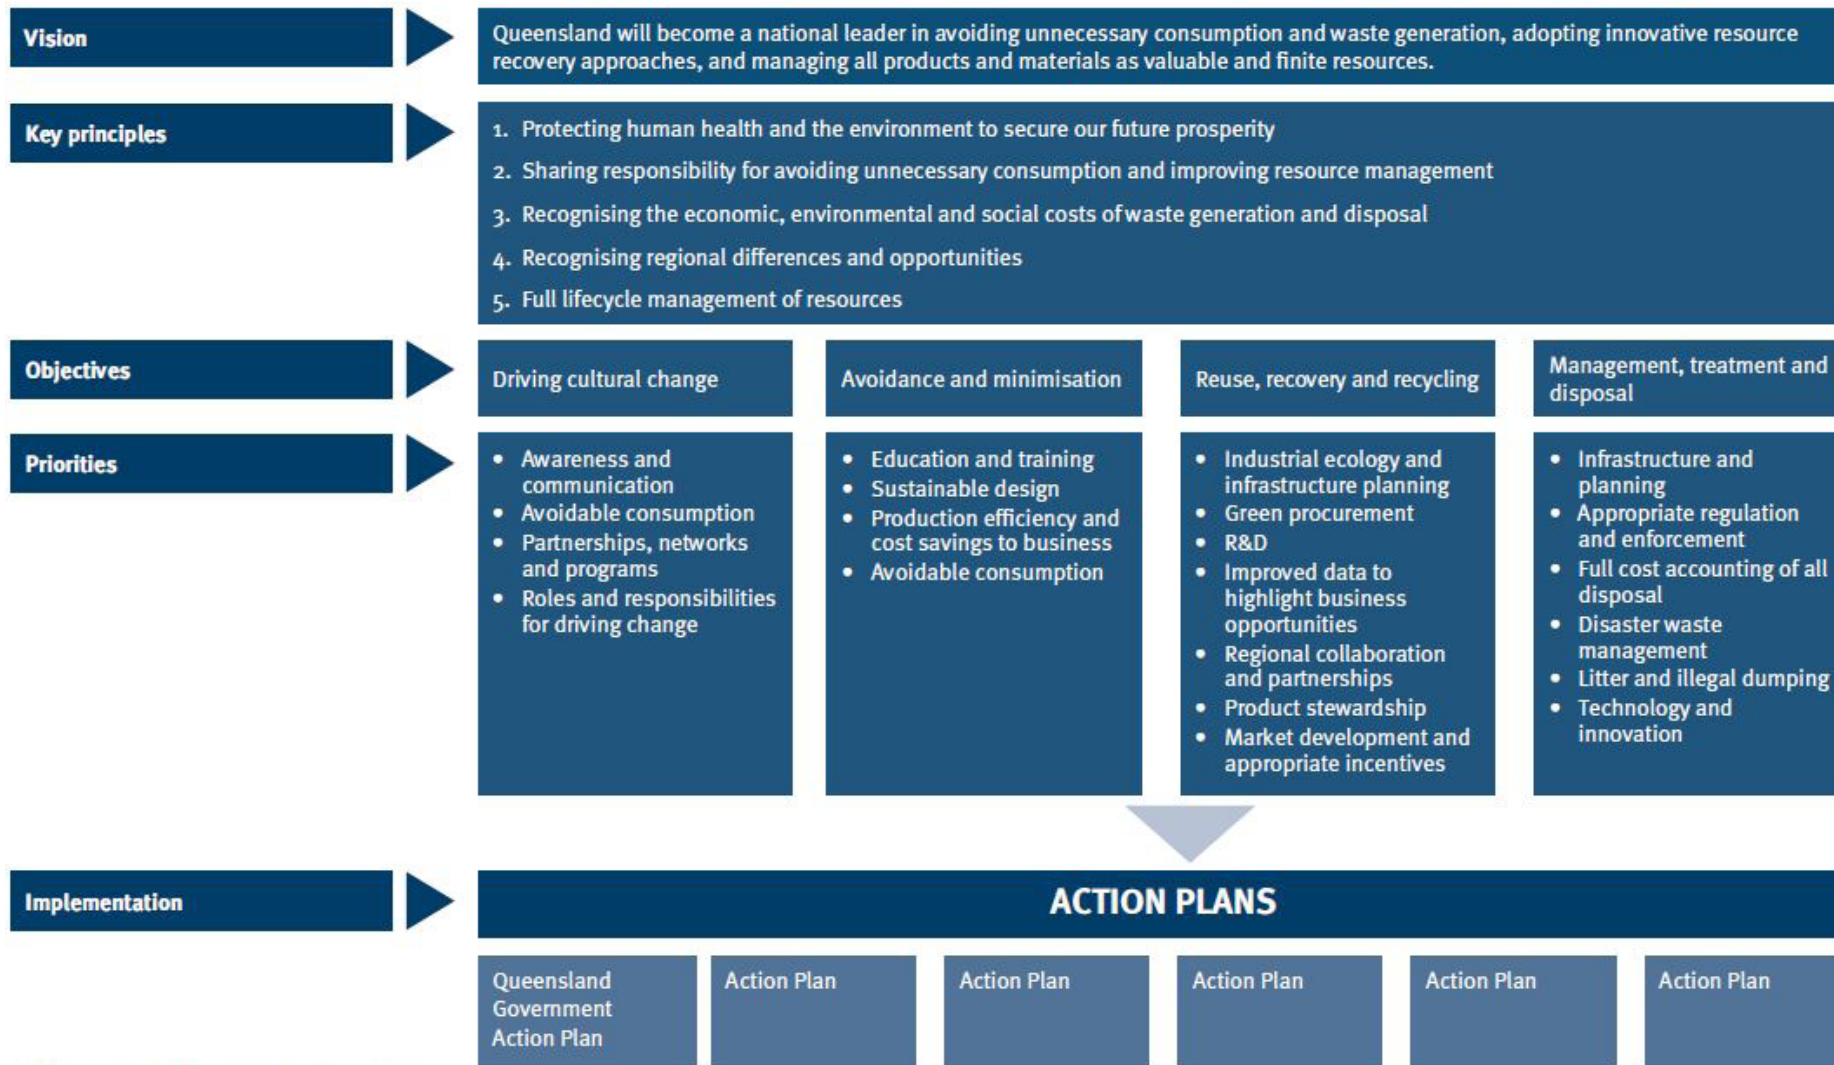 Vision
Queensland will become a national leader in avoiding unnecessary consumption and waste generation, adopting innovative resource
recovery approaches, and managing all products and materials as valuable and finite resources.
Key principles
1. Protecting human health and the environment to secure our future prosperity
2. Sharing responsibility for avoiding unnecessary consumption and improving resource management
3. Recognising the economic, environmental and social costs of waste generation and disposal
4. Recognising regional differences and opportunities
5. Full lifecycle management of resources
Objectives
Driving cultural change
Avoidance and minimisation
Reuse, recovery and recycling
Management, treatment and
disposal
Priorities
• Awareness and
communication
• Avoidable consumption
• Partnerships, networks
and programs
• Roles and responsibilities
for driving change
• Education and training
• Sustainable design
• Production efficiency and
cost savings to business
• Avoidable consumption
• Industrial ecology and
infrastructure planning
• Green procurement
• R&D
• Improved data to
highlight business
opportunities
• Regional collaboration
and partnerships
• Product stewardship
• Market development and
appropriate incentives
• Infrastructure and
planning
• Appropriate regulation
and enforcement
• Full cost accounting of all
disposal
• Disaster waste
management
• Litter and illegal dumping
• Technology and
innovation
Implementation
ACTION PLANS
Queensland
Government
Action Plan
Action Plan
Action Plan
Action Plan
Action Plan
Action Plan